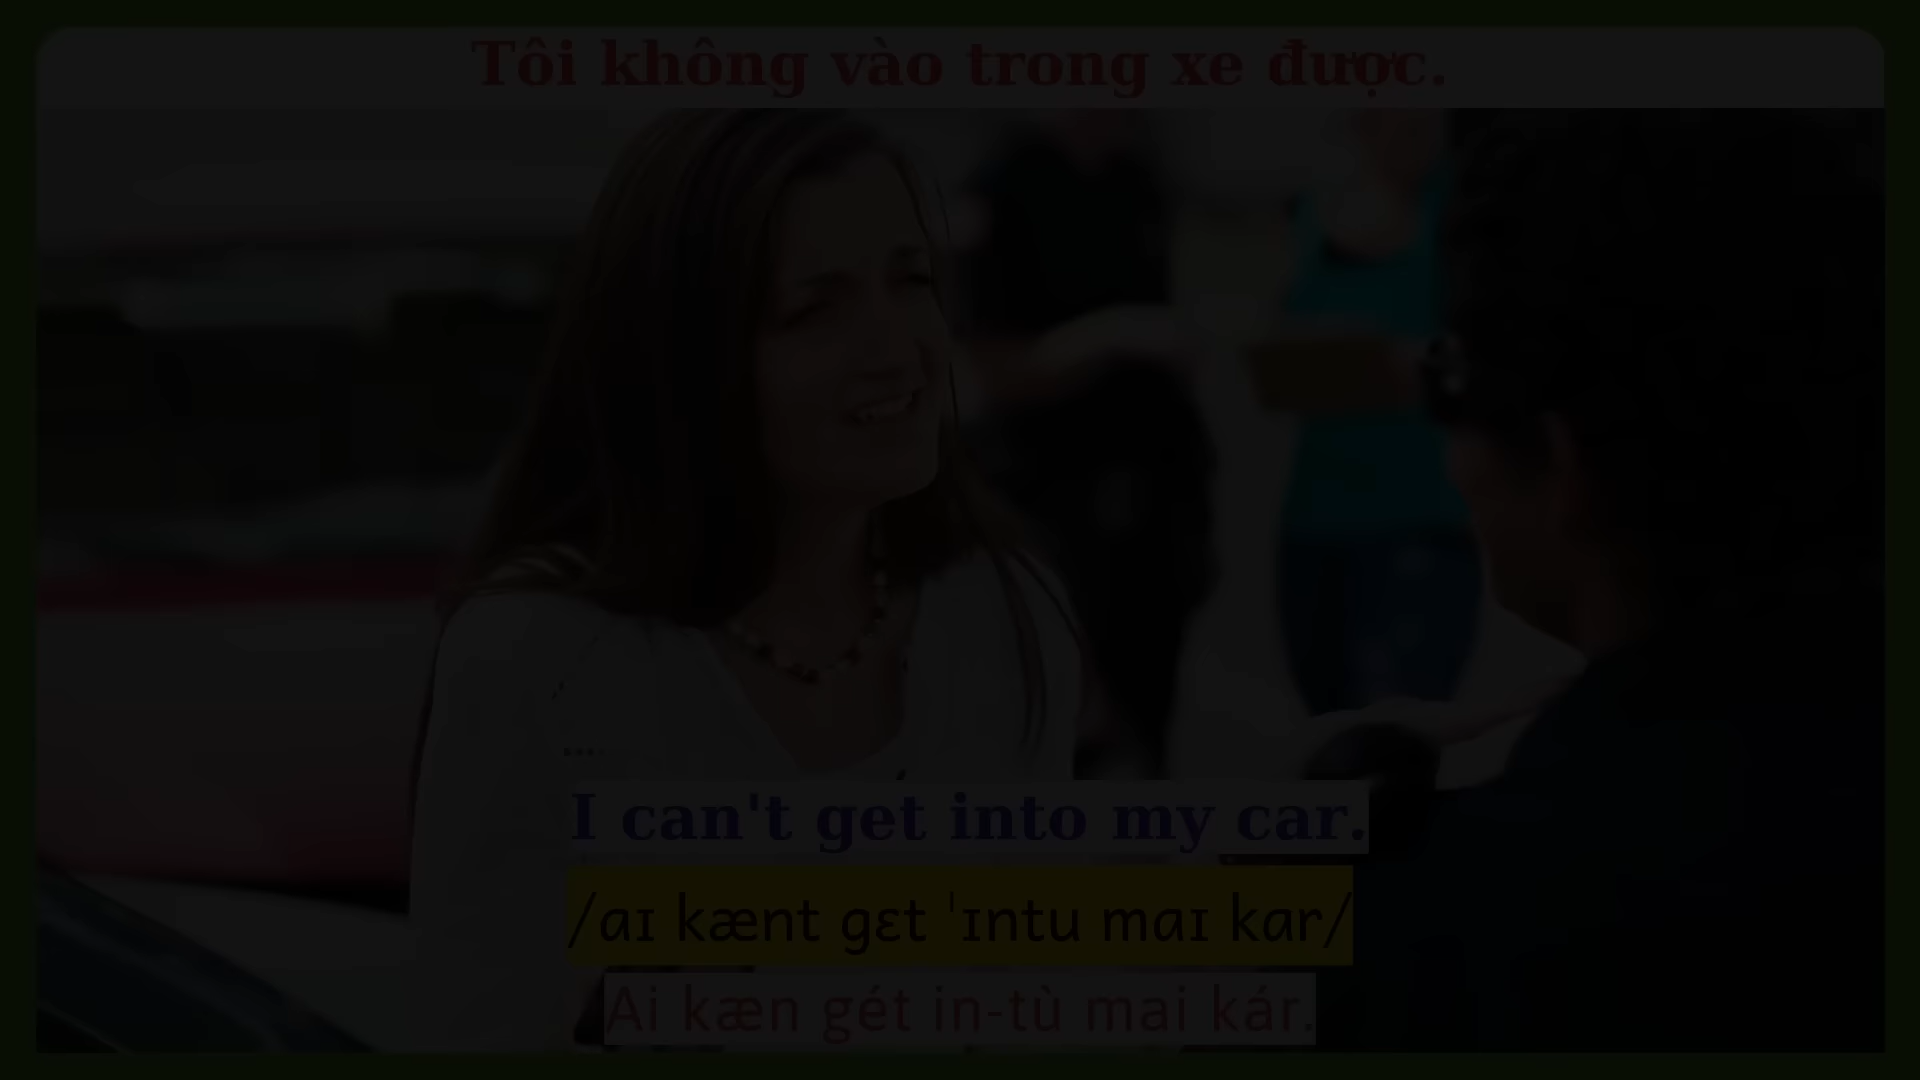 Tôi không vào trong xe được.
I can't get into my car.
/aɪ kænt gɛt ˈɪntu maɪ kar/
Ai kæn gét in-tù mai kár.